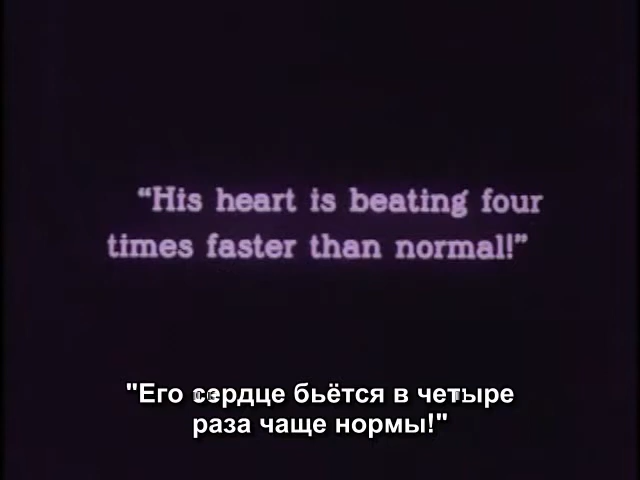 “His heart is beating four
times faster than normal!”
"Его сердце бьётся в четыре
раза чаще нормы!"